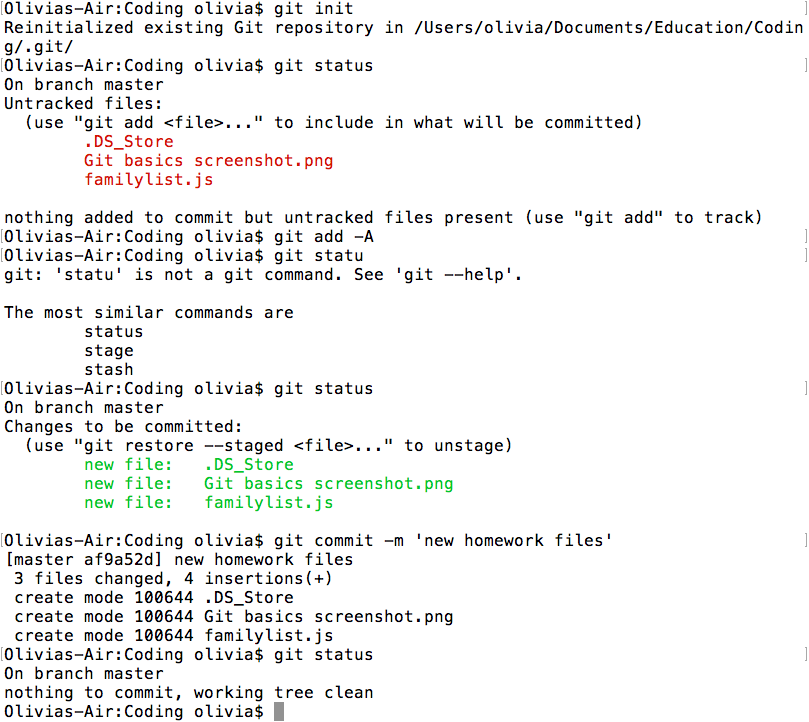 Olivias-Air:Coding olivia$ git init
Reinitialized existing Git repository in /Users/olivia/Documents/Education/Codin
g/.git/
Olivias-Air:Coding olivia$ git status
On branch master
Untracked files:
  (use "git add <file>..." to include in what will be committed)
        .DS_Store
        Git basics screenshot.png
        familylist.js

nothing added to commit but untracked files present (use "git add" to track)
Olivias-Air:Coding olivia$ git add -A
Olivias-Air:Coding olivia$ git statu
git: 'statu' is not a git command. See 'git --help'.

The most similar commands are
        status
        stage
        stash
Olivias-Air:Coding olivia$ git status
On branch master
Changes to be committed:
  (use "git restore --staged <file>..." to unstage)
        new file:   .DS_Store
        new file:   Git basics screenshot.png
        new file:   familylist.js

Olivias-Air:Coding olivia$ git commit -m 'new homework files'
[master af9a52d] new homework files
 3 files changed, 4 insertions(+)
 create mode 100644 .DS_Store
 create mode 100644 Git basics screenshot.png
 create mode 100644 familylist.js
Olivias-Air:Coding olivia$ git status
On branch master
nothing to commit, working tree clean
Olivias-Air:Coding olivia$